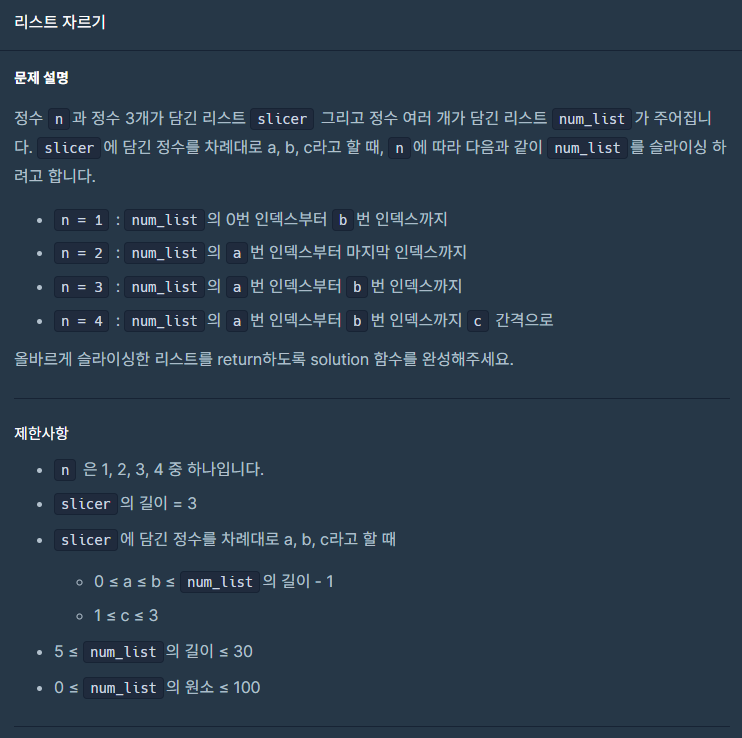 리스트 자르기
문제 설명
정수 n 과 정수 3개가 담긴 리스트 slicer 그리고 정수 여러 개가 담긴 리스트 num_list 가 주어집니
다. slicer 에 담긴 정수를 차례대로 a, b, c라고 할 때, n 에 따라 다음과 같이 num_list 를 슬라이싱 하
려고 합니다.
• n = 1 : num_list 의 0번 인덱스부터 b 번 인덱스까지
• n = 2 : num_list 의 a 번 인덱스부터 마지막 인덱스까지
• n = 3 : num_list 의 a 번 인덱스부터 b 번 인덱스까지
• n = 4 : num_list 의 a 번 인덱스부터 b 번 인덱스까지 c 간격으로
올바르게 슬라이싱한 리스트를 return하도록 solution 함수를 완성해주세요.
제한사항
• n 은 1, 2, 3, 4 중 하나입니다.
• slicer 의 길이 = 3
• slicer 에 담긴 정수를 차례대로 a, b, c라고 할 때
◦ 0 ≤ a ≤ b ≤ num_list 의 길이 - 1
◦ 1 ≤ c ≤ 3
• 5 ≤ num_list 의 길이 ≤ 30
• 0 ≤ num_list 의 원소 ≤ 100